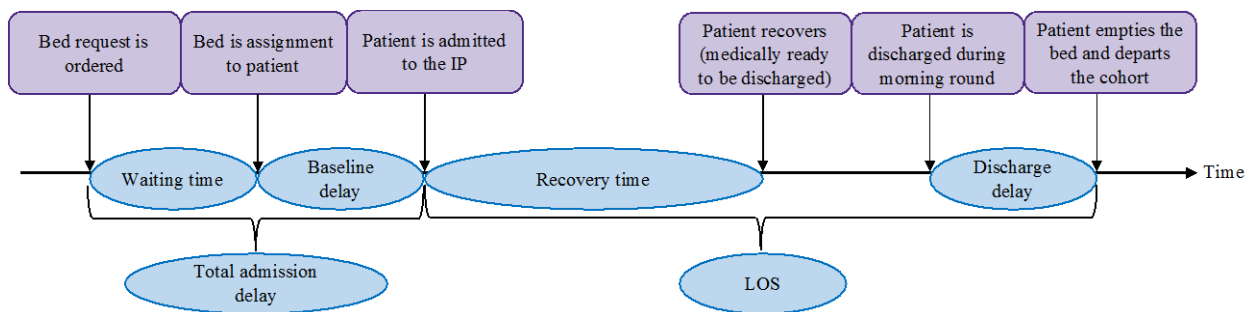 Bed request is
ordered
Bed is assignment
to patient
Patient is admitted
to the IP
Patient recovers
(medically ready
to be discharged)
Patient is
discharged during
morning round
Patient empties the
bed and departs
the cohort
Waiting time
Baseline
delay
Recovery time
Discharge
delay
Time
Total admission
delay
LOS